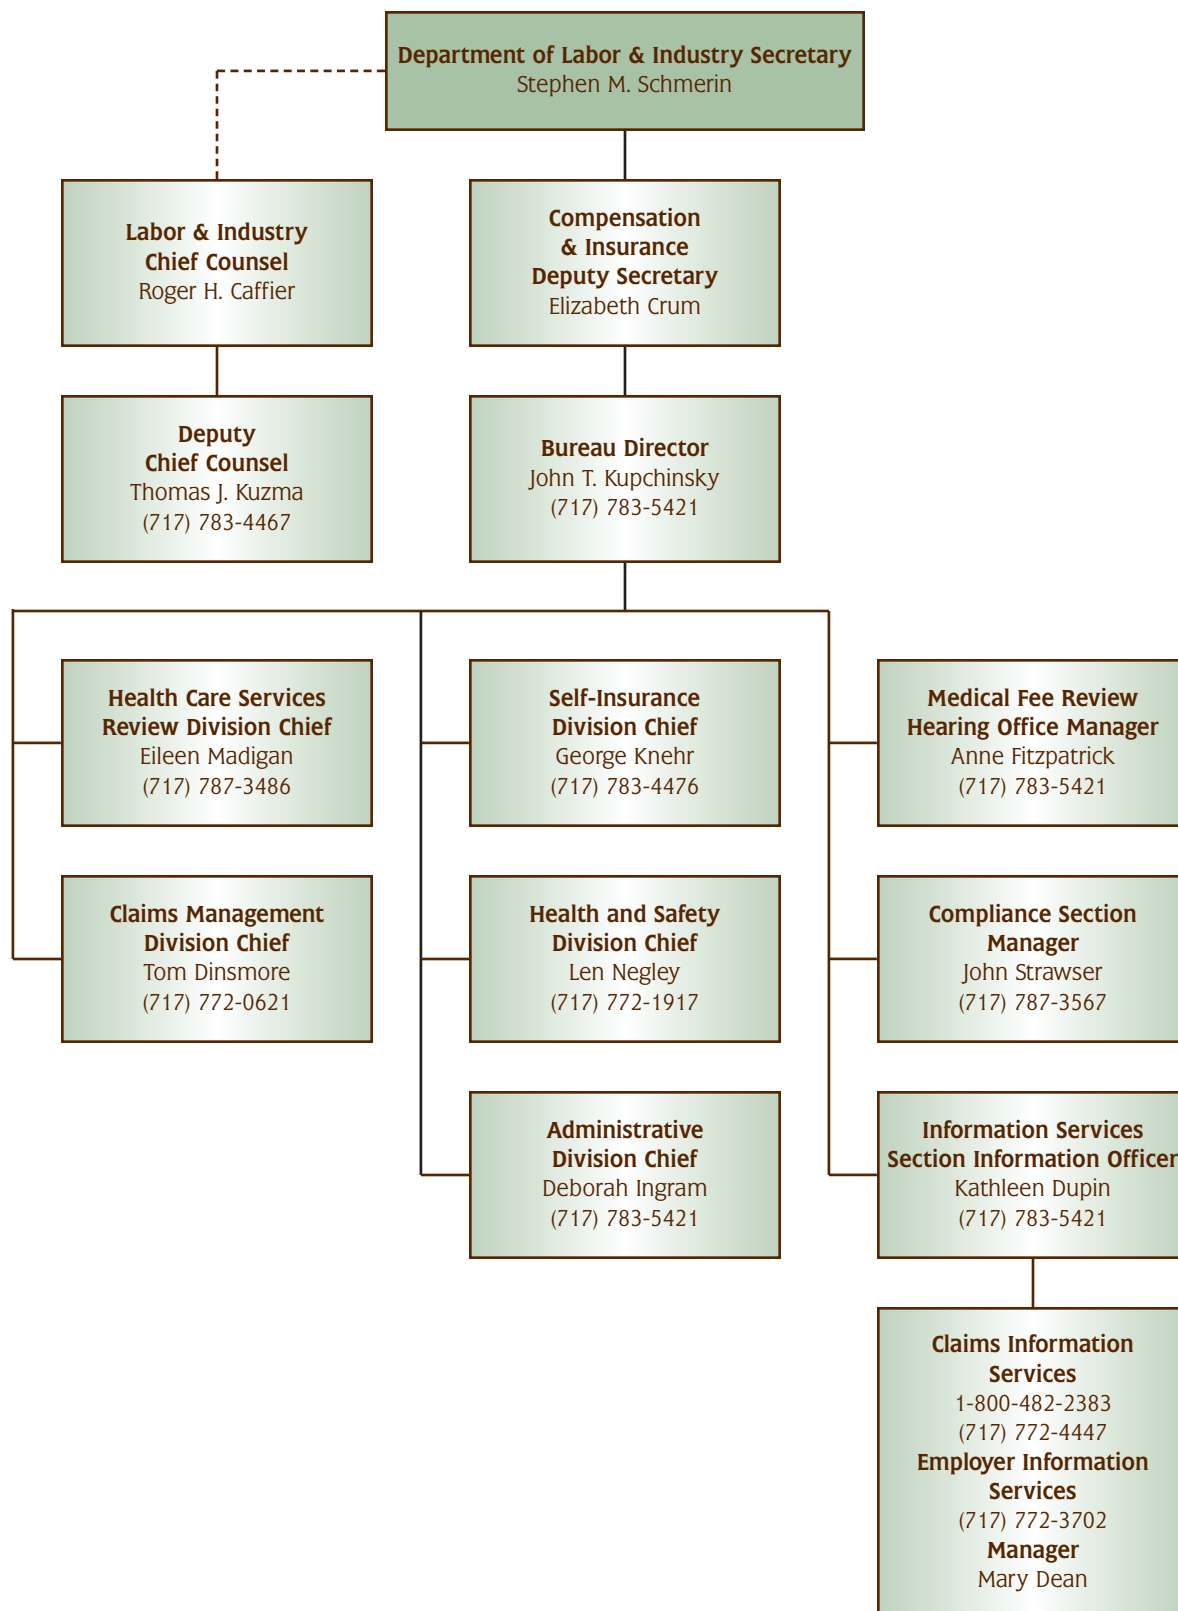 Department of Labor & Industry Secretary
Stephen M. Schmerin
Labor & Industry
Chief Counsel
Roger H. Caffier
Compensation
& Insurance
Deputy Secretary
Elizabeth Crum
Deputy
Chief Counsel
Thomas J. Kuzma
(717) 783-4467
Bureau Director
John T. Kupchinsky
(717) 783-5421
Health Care Services
Review Division Chief
Eileen Madigan
(717) 787-3486
Self-Insurance
Division Chief
George Knehr
(717) 783-4476
Medical Fee Review
Hearing Office Manager
Anne Fitzpatrick
(717) 783-5421
Claims Management
Division Chief
Tom Dinsmore
(717) 772-0621
Health and Safety
Division Chief
Len Negley
(717) 772-1917
Compliance Section
Manager
John Strawser
(717) 787-3567
Administrative
Division Chief
Deborah Ingram
(717) 783-5421
Information Services
Section Information Officer
Kathleen Dupin
(717) 783-5421
Claims Information
Services
1-800-482-2383
(717) 772-4447
Employer Information
Services
(717) 772-3702
Manager
Mary Dean